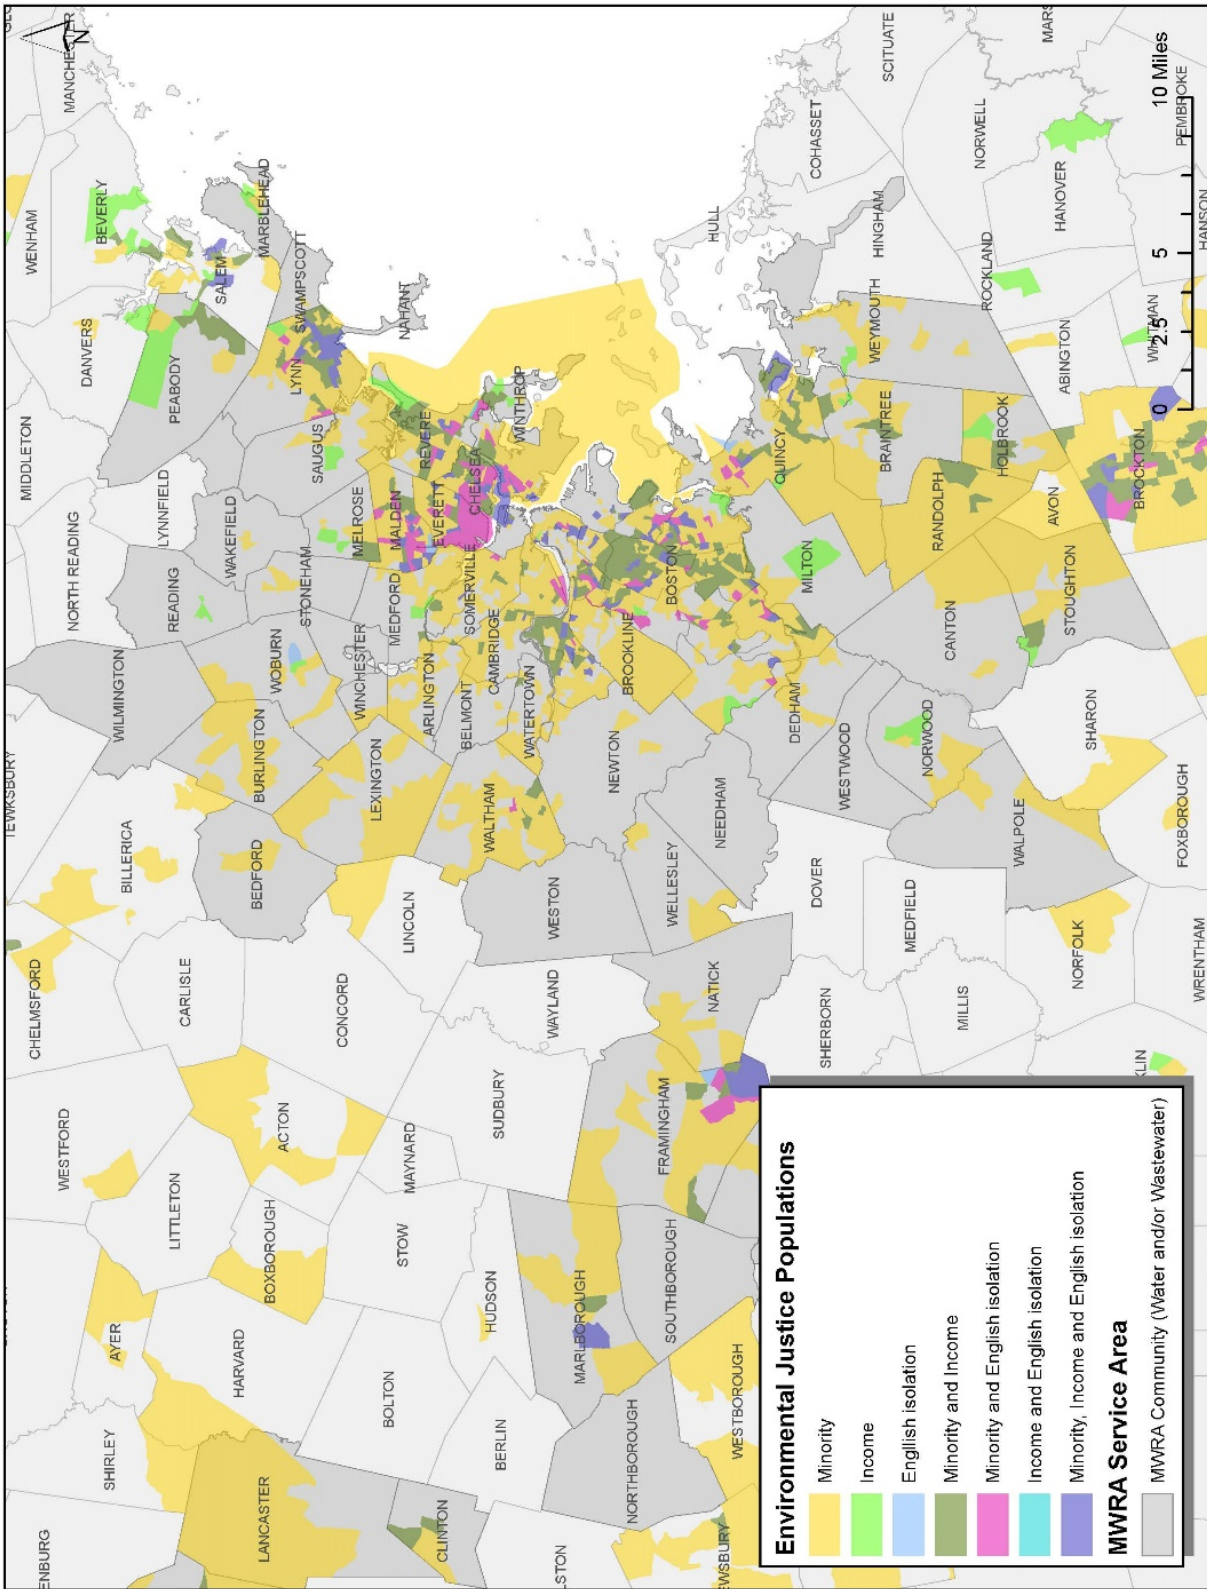 Environmental Justice Populations
Minority
Income
Engllish isolation
Minority and Income
Minority and English isolation
Income and English isolation
Minority, Income and English isolation
MWRA Service Area
MWRA Community (Water and/or Wastewater)
N
0 2.5 5 10 Miles
ENBURG
SHIRLEY
AYER
WESTFORD
CHELMSFORD
TEWKSBURY
BILLERICA
WILMINGTON
NORTH READING
MIDDLETON
DANVERS
WENHAM
BEVERLY
MANCHESTER
LANCASTER
HARVARD
LITTLETON
BOXBOROUGH
ACTON
CARLISLE
CONCORD
BEDFORD
BURLINGTON
WOBURN
READING
WAKEFIELD
LYNNFIELD
PEABODY
SALEM
MARBLEHEAD
CLINTON
BOLTON
STOW
MAYNARD
LINCOLN
LEXINGTON
WINCHESTER
STONEHAM
MELROSE
SAUGUS
LYNN
SWAMPSCOTT
NAHANT
BERLIN
HUDSON
SUDBURY
WAYLAND
WESTON
WALTHAM
ARLINGTON
BELMONT
MEDFORD
MALDEN
EVERETT
REVERE
CHELSEA
WINTHROP
SOMERVILLE
CAMBRIDGE
WATERTOWN
LSTON
NORTHBOROUGH
MARLBOROUGH
SOUTHBOROUGH
FRAMINGHAM
NATICK
WELLESLEY
NEWTON
BROOKLINE
BOSTON
NEEDHAM
WSBURY
WESTBOROUGH
SHERBORN
DOVER
WESTWOOD
DEDHAM
MILTON
QUINCY
HULL
COHASSET
SCITUATE
HINGHAM
WEYMOUTH
BRAINTREE
RANDOLPH
HOLBROOK
CANTON
NORWOOD
MEDFIELD
MILLIS
NORFOLK
WALPOLE
SHARON
STOUGHTON
AVON
BROCKTON
ABINGTON
ROCKLAND
NORWELL
HANOVER
MARS
PEMBROKE
HANSON
WHITMAN
FOXBOROUGH
WRENTHAM
KLIN